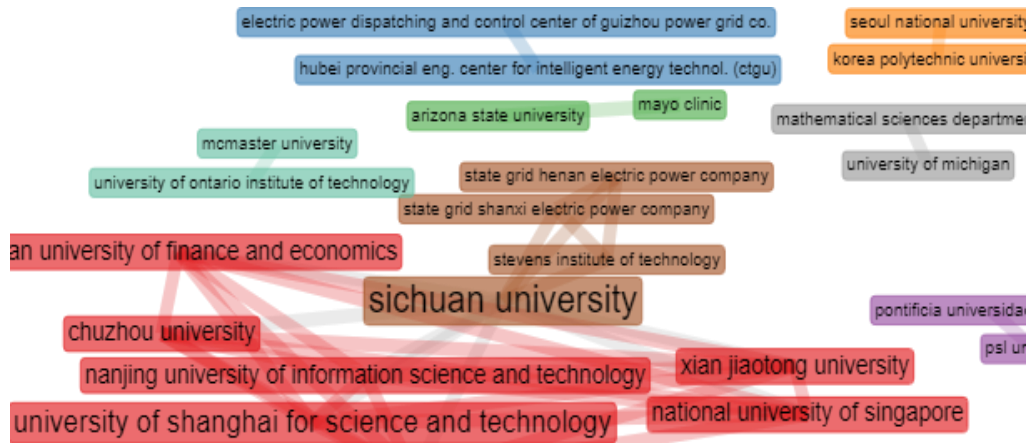 electric power dispatching and control center of guizhou power grid co.
seoul national university
hubei provincial eng. center for intelligent energy technol. (ctgu)
korea polytechnic universi
arizona state university
mayo clinic
mathematical sciences departme
mcmaster university
university of michigan
university of ontario institute of technology
state grid henan electric power company
state grid shanxi electric power company
an university of finance and economics
stevens institute of technology
sichuan university
pontificia universida
chuzhou university
psl un
nanjing university of information science and technology
xian jiaotong university
university of shanghai for science and technology
national university of singapore